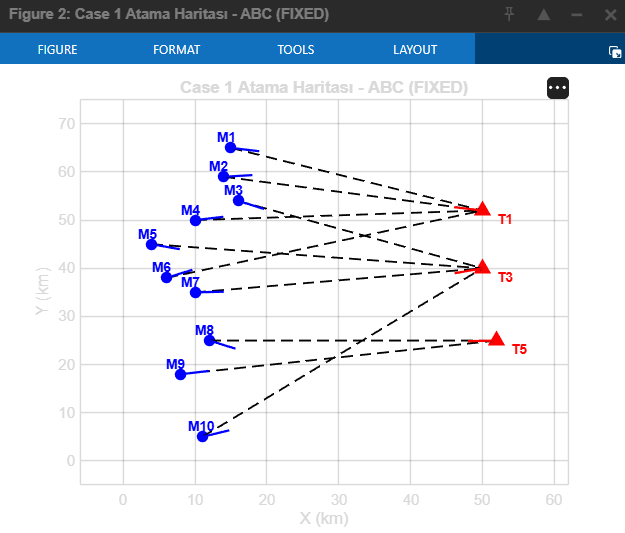 Figure 2: Case 1 Atama Haritası - ABC (FIXED)
FIGURE FORMAT TOOLS LAYOUT
Case 1 Atama Haritası - ABC (FIXED)
70
60
50
40
30
20
10
0
Y (km)
M1
M2
M3
M4
M5
M6
M7
M8
M9
M10
T1
T3
T5
0 10 20 30 40 50 60
X (km)